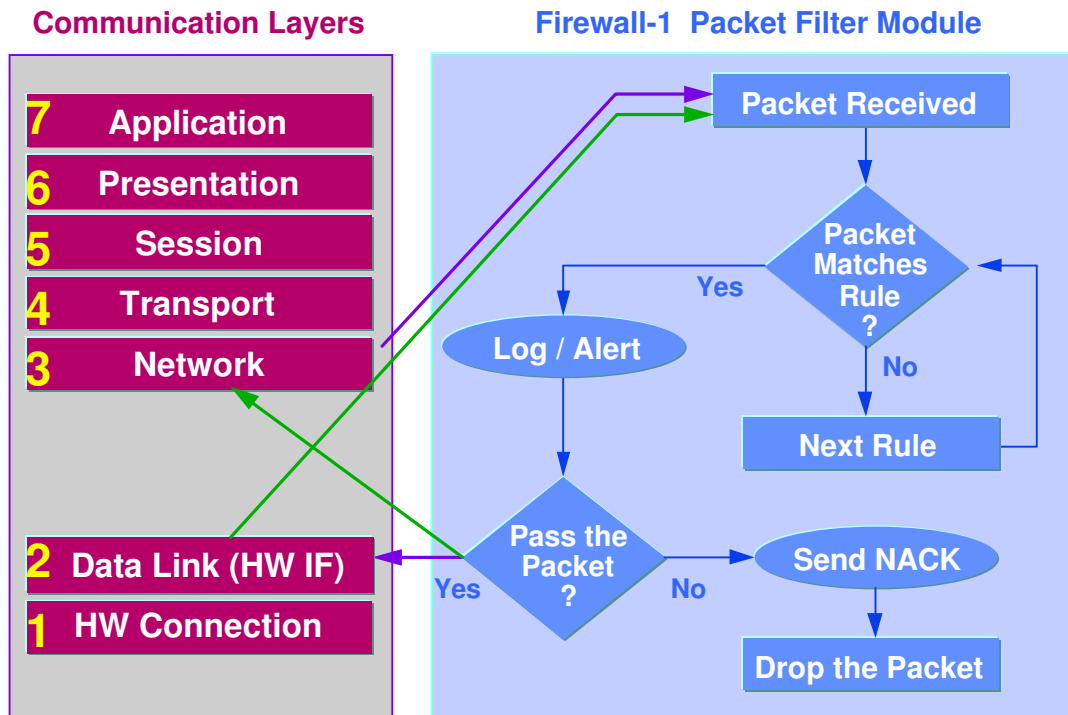 Communication Layers
7 Application
6 Presentation
5 Session
4 Transport
3 Network
2 Data Link (HW IF)
1 HW Connection
Firewall-1 Packet Filter Module
Packet Received
Packet
Matches
Rule
?
Yes
No
Log / Alert
Next Rule
Pass the
Packet
?
Yes
No
Send NACK
Drop the Packet